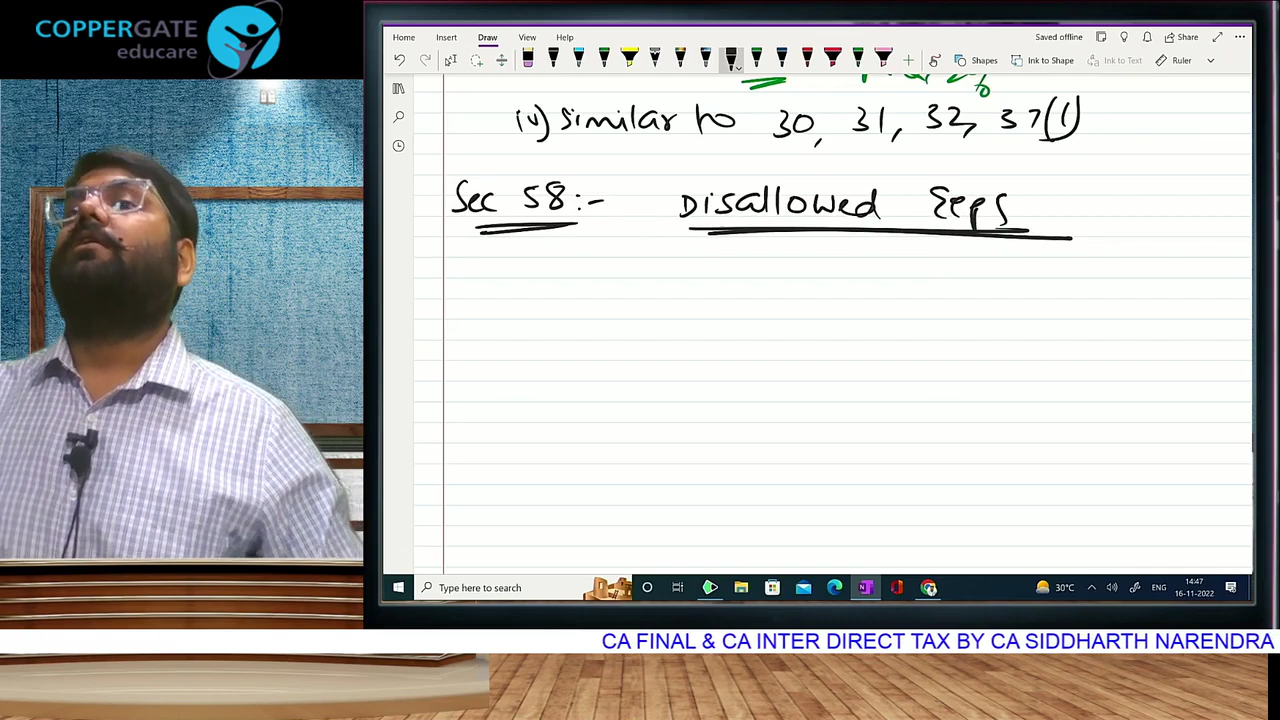 COPPERGATE
educare
Home Insert Draw View Help
Saved offline
Share
Shapes
Ink to Shape
Ink to Text
Ruler
iv) Similar to 30, 31, 32, 37(1)
Sec 58:- Disallowed Exps
Type here to search
30°C
ENG
14:47
16-11-2022
CA FINAL & CA INTER DIRECT TAX BY CA SIDDHARTH NARENDRA